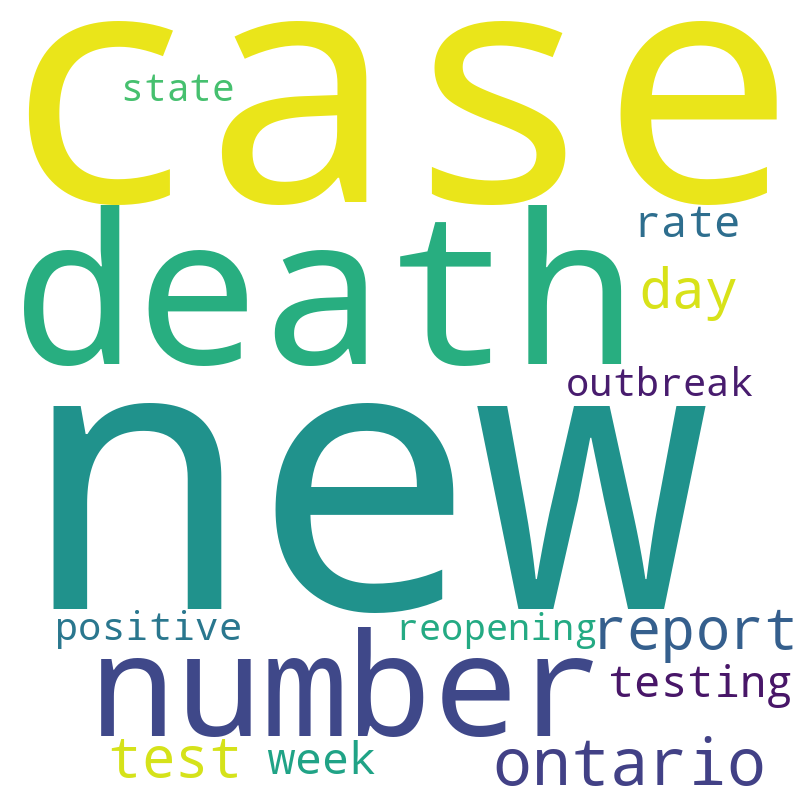 case
state
death
rate
day
outbreak
new
positive
reopening
report
number
testing
test
week
ontario